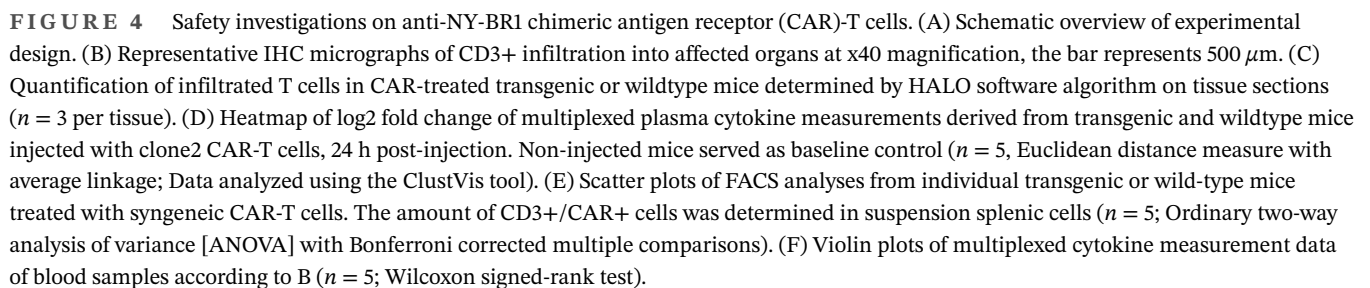 FIGURE 4 Safety investigations on anti-NY-BR1 chimeric antigen receptor (CAR)-T cells. (A) Schematic overview of experimental
design. (B) Representative IHC micrographs of CD3+ infiltration into affected organs at x40 magnification, the bar represents 500 μm. (C)
Quantification of infiltrated T cells in CAR-treated transgenic or wildtype mice determined by HALO software algorithm on tissue sections
(n = 3 per tissue). (D) Heatmap of log2 fold change of multiplexed plasma cytokine measurements derived from transgenic and wildtype mice
injected with clone2 CAR-T cells, 24 h post-injection. Non-injected mice served as baseline control (n = 5, Euclidean distance measure with
average linkage; Data analyzed using the ClustVis tool). (E) Scatter plots of FACS analyses from individual transgenic or wild-type mice
treated with syngeneic CAR-T cells. The amount of CD3+/CAR+ cells was determined in suspension splenic cells (n = 5; Ordinary two-way
analysis of variance [ANOVA] with Bonferroni corrected multiple comparisons). (F) Violin plots of multiplexed cytokine measurement data
of blood samples according to B (n = 5; Wilcoxon signed-rank test).